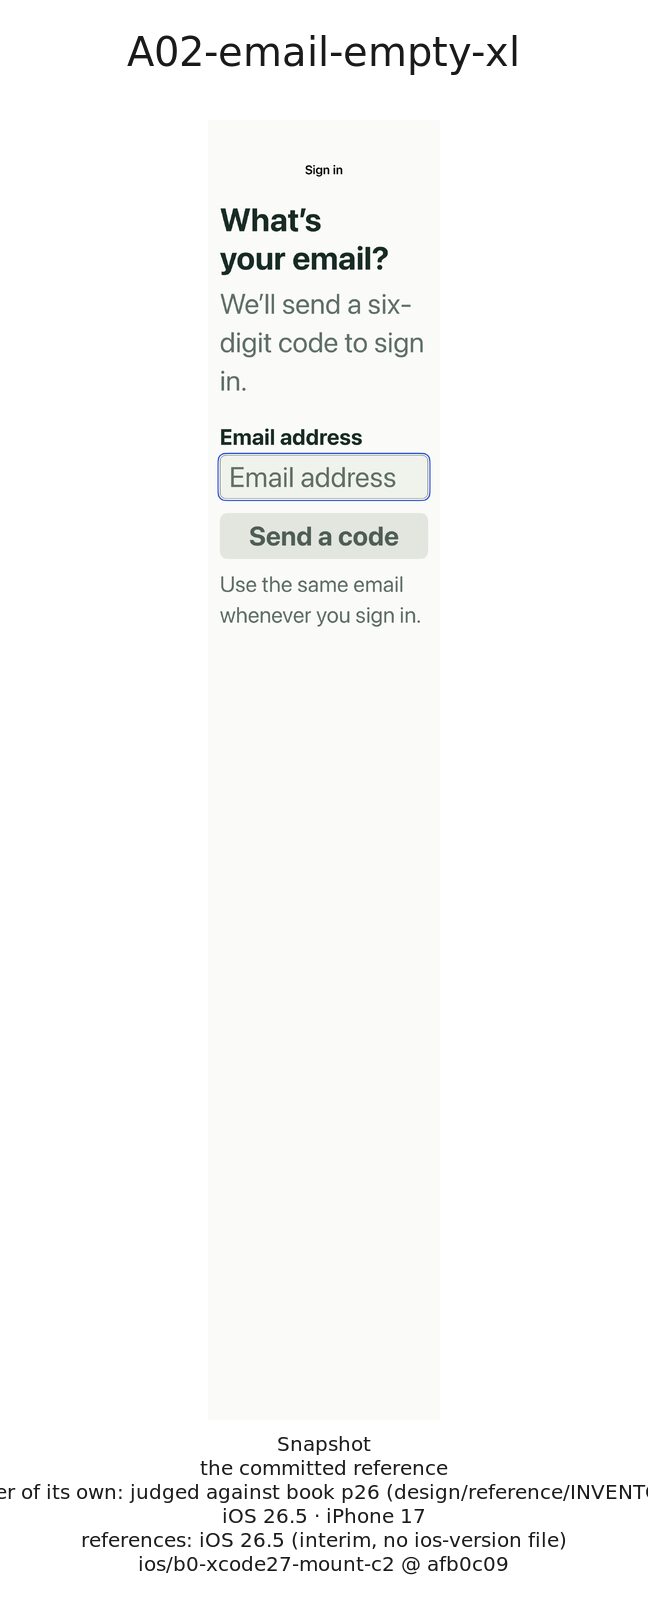 A02-email-empty-xl
Sign in
What's
your email?
We'll send a six-
digit code to sign
in.
Email address
Email address
Send a code
Use the same email
whenever you sign in.
Snapshot
the committed reference
of its own: judged against book p26 (design/reference/
iOS 26.5 · iPhone 17
references: iOS 26.5 (interim, no ios-version file)
ios/b0-xcode27-mount-c2 @ afb0c09